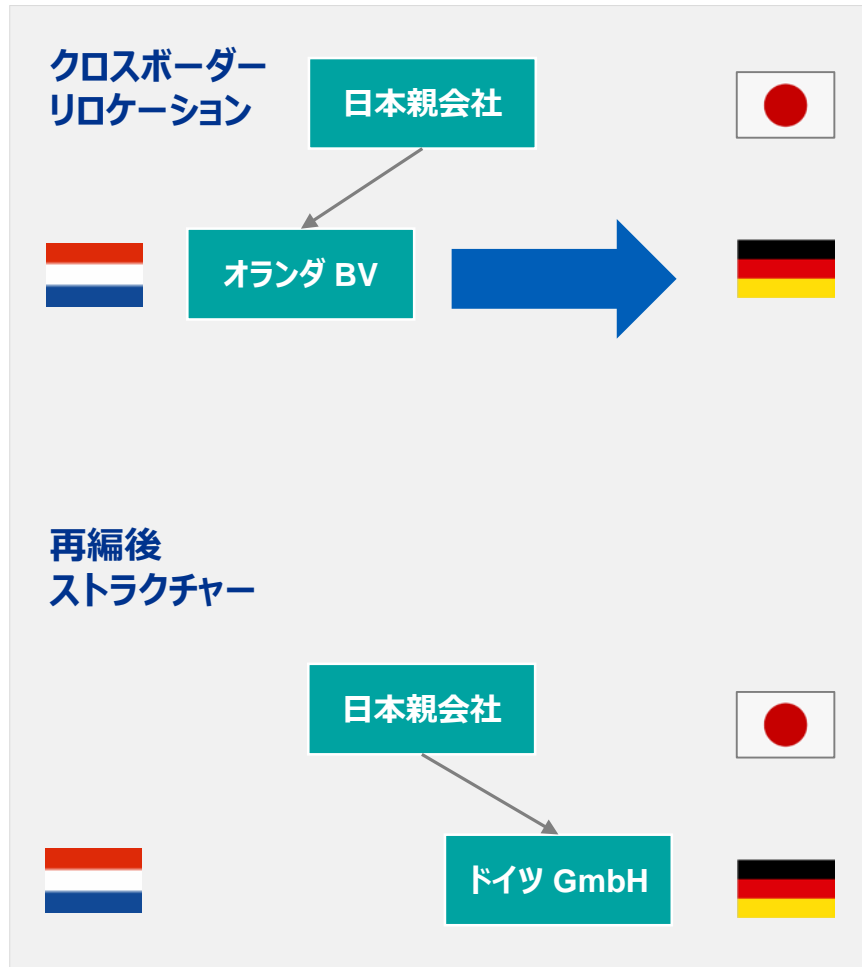 クロスボーダー
リロケーション
日本親会社
オランダ BV
再編後
ストラクチャー
日本親会社
ドイツ GmbH